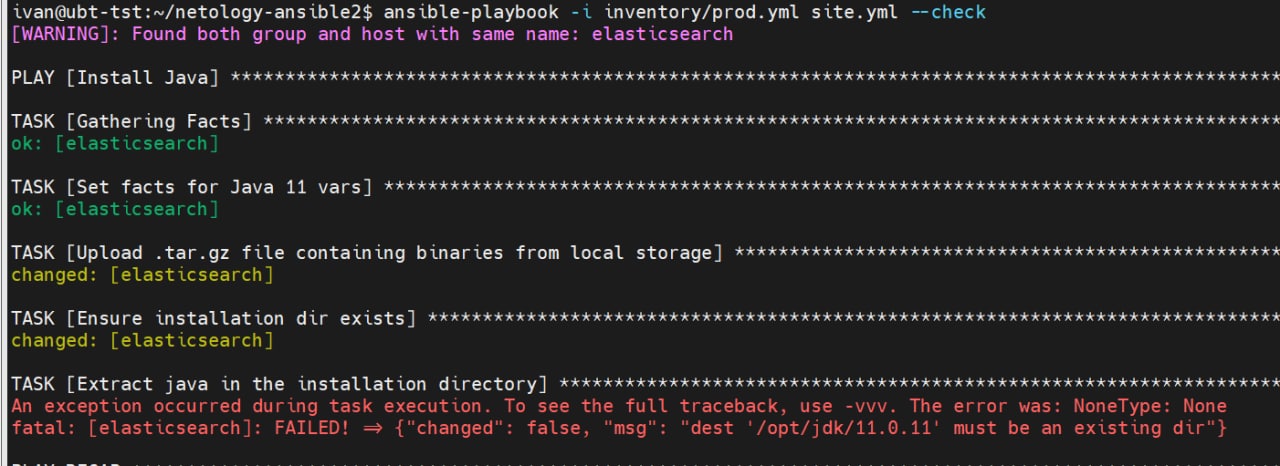 ivan@ubt-tst:~/netology-ansible2$ ansible-playbook -i inventory/prod.yml site.yml --check
[WARNING]: Found both group and host with same name: elasticsearch
PLAY [Install Java] ****************************************************************************************************
TASK [Gathering Facts] *************************************************************************************************
ok: [elasticsearch]
TASK [Set facts for Java 11 vars] **************************************************************************************
ok: [elasticsearch]
TASK [Upload .tar.gz file containing binaries from local storage] ******************************************************
changed: [elasticsearch]
TASK [Ensure installation dir exists] **********************************************************************************
changed: [elasticsearch]
TASK [Extract java in the installation directory] **********************************************************************
An exception occurred during task execution. To see the full traceback, use -vvv. The error was: NoneType: None
fatal: [elasticsearch]: FAILED! => {"changed": false, "msg": "dest '/opt/jdk/11.0.11' must be an existing dir"}